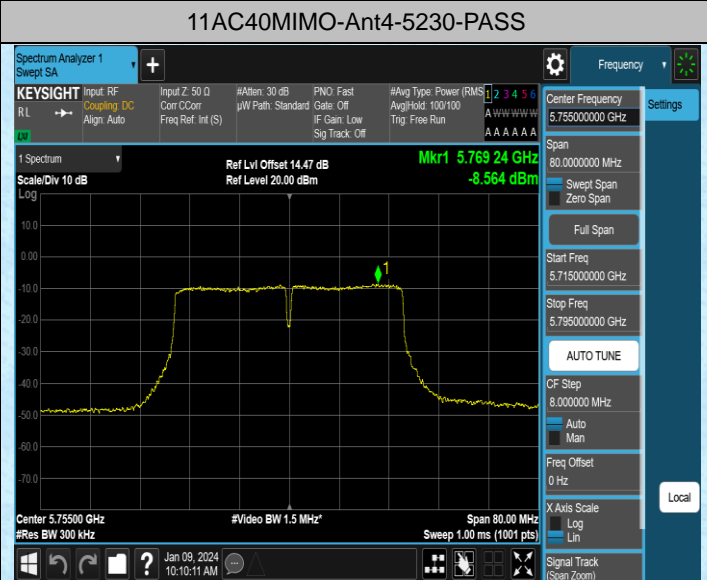 11AC40MIMO-Ant4-5230-PASS
Spectrum Analyzer 1
Swept SA
+
Frequency
KEYSIGHT
RL
LXI
Input: RF
Coupling: DC
Align: Auto
Input Z: 50 Ω
Corr CCorr
Freq Ref: Int (S)
#Atten: 30 dB
µW Path: Standard
PNO: Fast
Gate: Off
IF Gain: Low
Sig Track: Off
#Avg Type: Power (RMS
Avg|Hold: 100/100
Trig: Free Run
1 2 3 4 5 6
A W W W W W
A A A A A A
1 Spectrum
Scale/Div 10 dB
Log
Ref Lvl Offset 14.47 dB
Ref Level 20.00 dBm
Mkr1 5.769 24 GHz
-8.564 dBm
10.0
0.00
-10.0
-20.0
-30.0
-40.0
-50.0
-60.0
-70.0
1
Center 5.75500 GHz
#Res BW 300 kHz
#Video BW 1.5 MHz*
Span 80.00 MHz
Sweep 1.00 ms (1001 pts)
Jan 09, 2024
10:10:11 AM
?
Center Frequency
5.755000000 GHz
Span
80.0000000 MHz
Swept Span
Zero Span
Full Span
Start Freq
5.715000000 GHz
Stop Freq
5.795000000 GHz
AUTO TUNE
CF Step
8.000000 MHz
Auto
Man
Freq Offset
0 Hz
X Axis Scale
Log
Lin
Signal Track
(Span Zoom)
Settings
Local